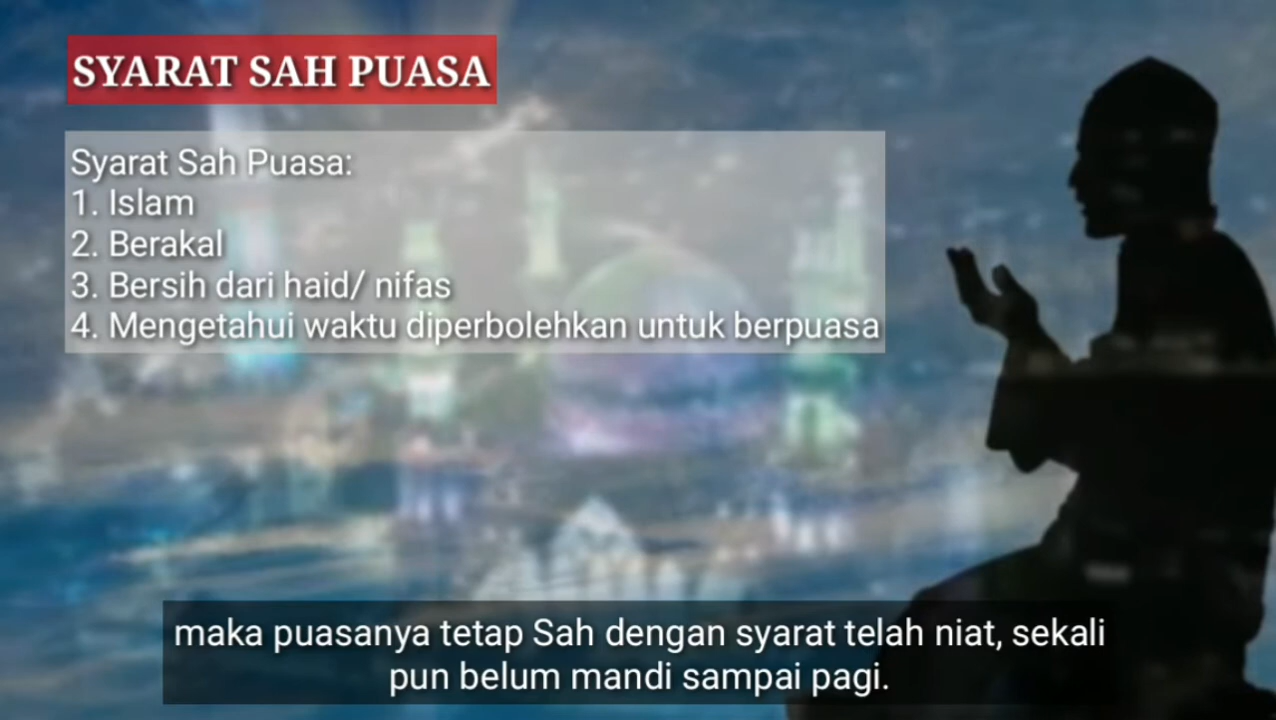 SYARAT SAH PUASA
Syarat Sah Puasa:
1. Islam
2. Berakal
3. Bersih dari haid/ nifas
4. Mengetahui waktu diperbolehkan untuk berpuasa
maka puasanya tetap Sah dengan syarat telah niat, sekali
pun belum mandi sampai pagi.